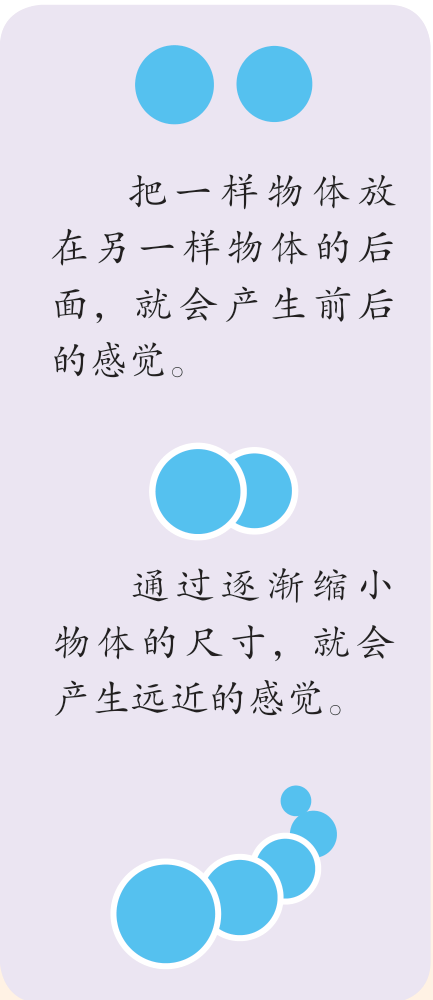 把一样物体放
在另一样物体的后
面，就会产生前后
的感觉。
通过逐渐缩小
物体的尺寸，就会
产生远近的感觉。